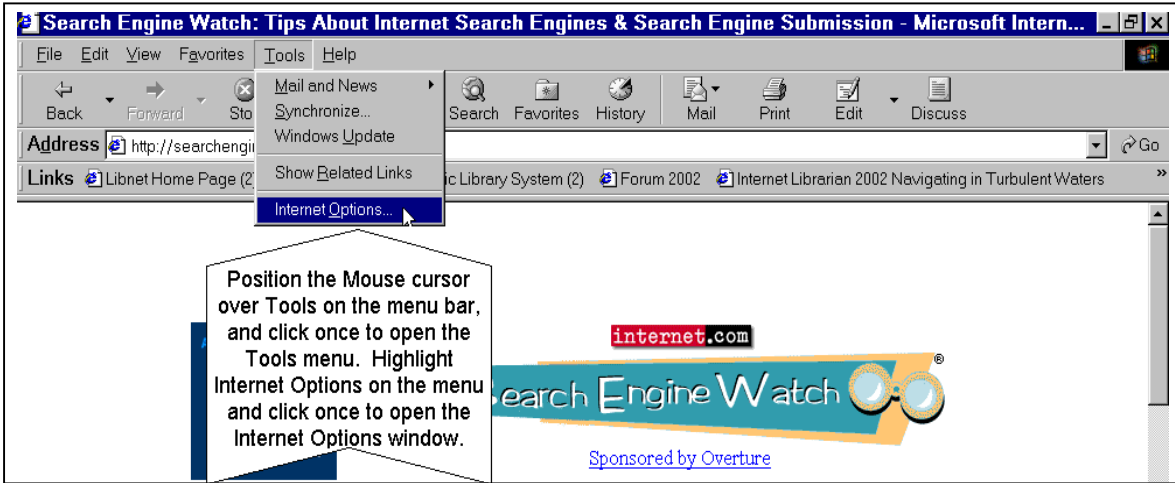 Search Engine Watch: Tips About Internet Search Engines & Search Engine Submission - Microsoft Intern...
File Edit View Favorites Tools Help
Back Forward Search Favorites History Mail Print Edit Discuss
Mail and News
Synchronize...
Windows Update
Show Related Links
Internet Options...
Address http:// Go
Links Libnet Home Page (2) Library System (2) Forum 2002 Internet Librarian 2002 Navigating in Turbulent Waters »
Position the Mouse cursor
over Tools on the menu bar,
and click once to open the
Tools menu. Highlight
Internet Options on the menu
and click once to open the
Internet Options window.
internet.com
Search Engine Watch ®
Sponsored by Overture